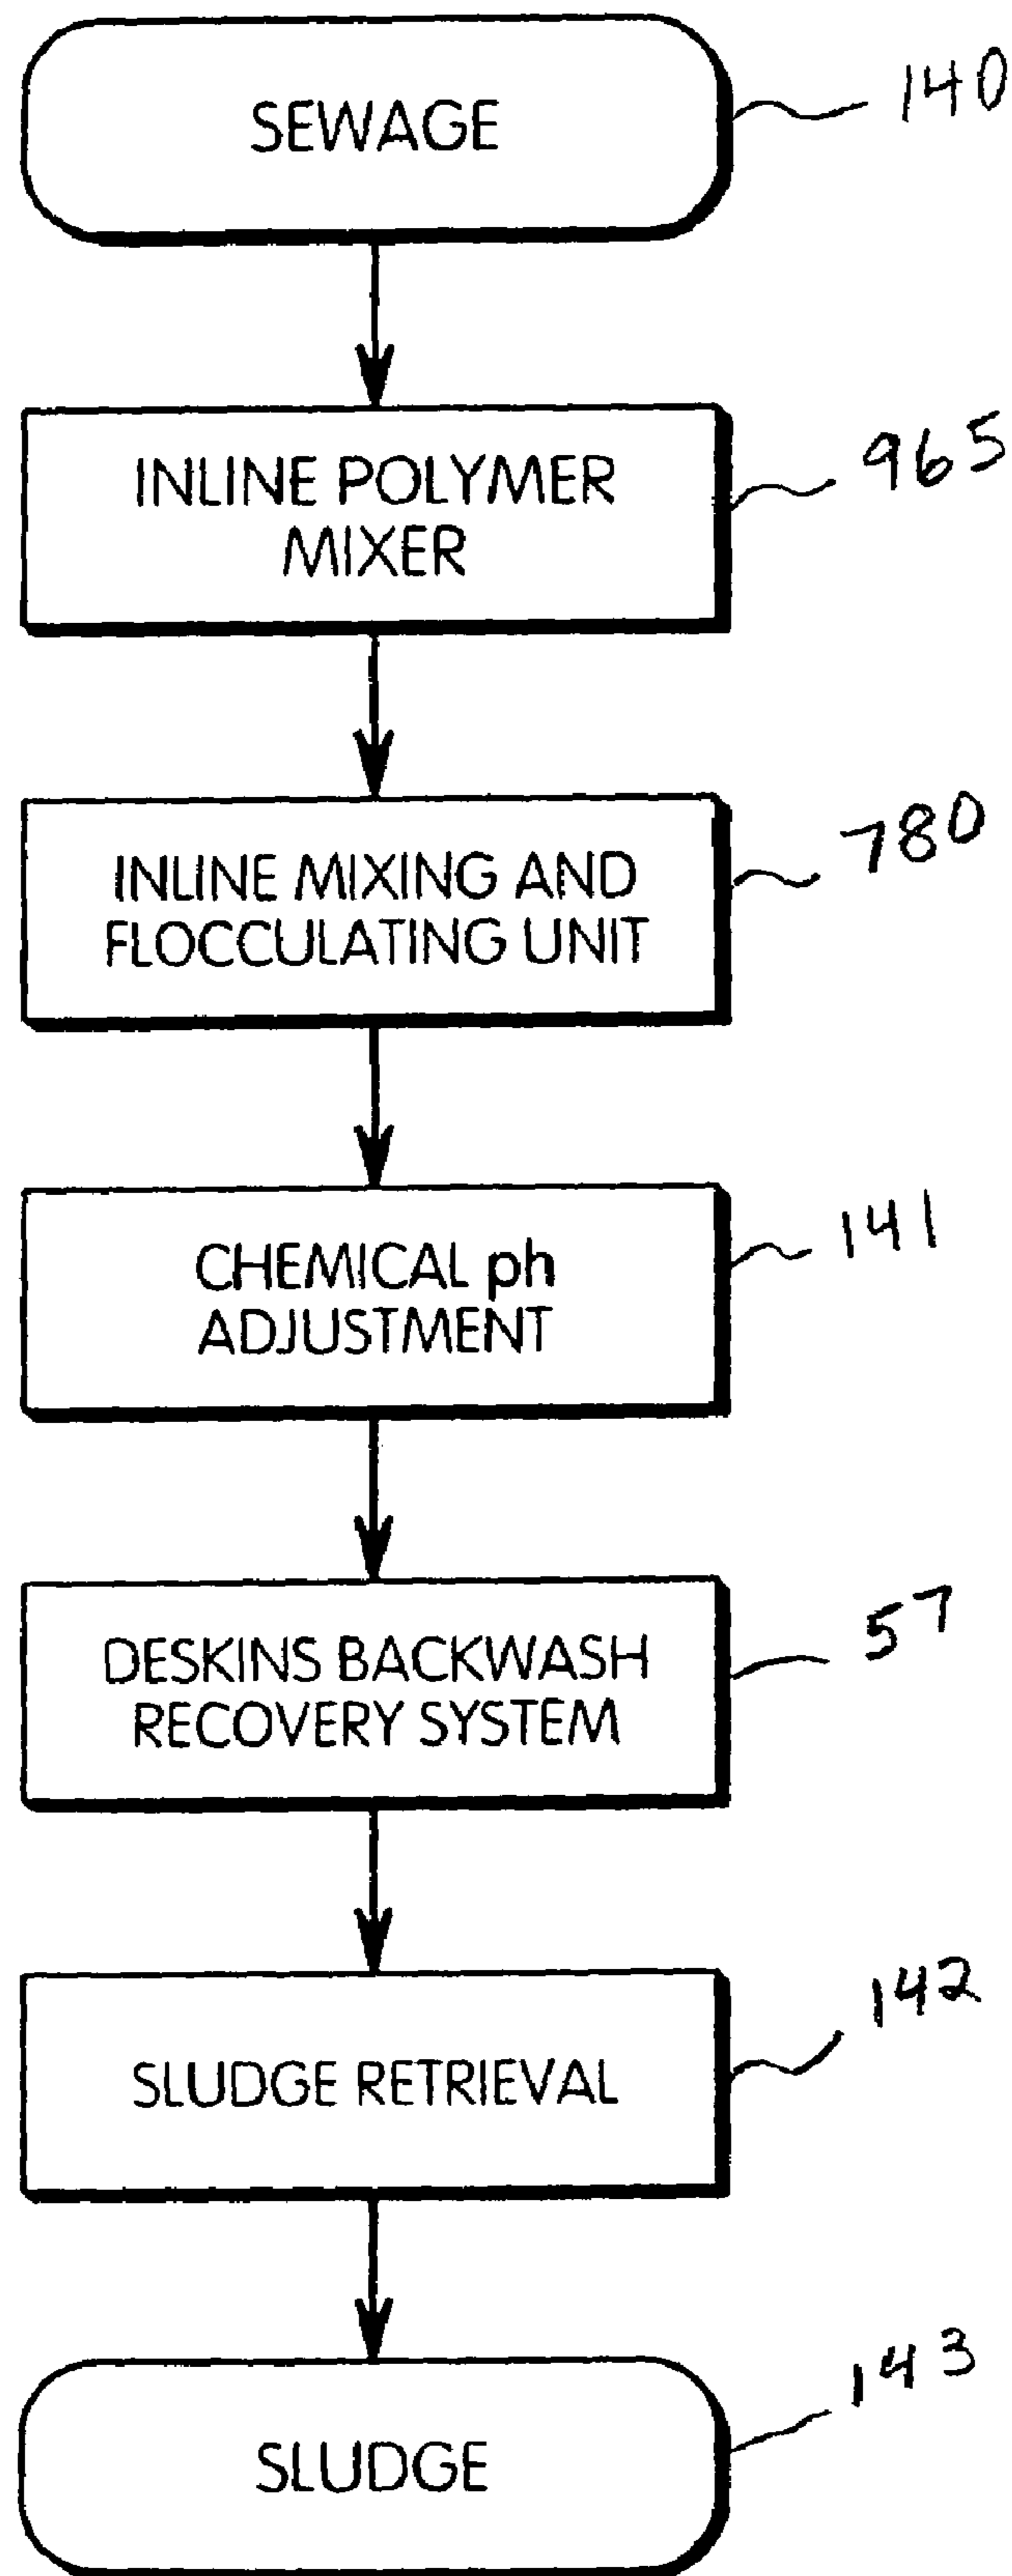 SEWAGE
140
INLINE POLYMER
MIXER
965
INLINE MIXING AND
FLOCCULATING UNIT
780
CHEMICAL ph
ADJUSTMENT
141
DESKINS BACKWASH
RECOVERY SYSTEM
57
SLUDGE RETRIEVAL
142
SLUDGE
143